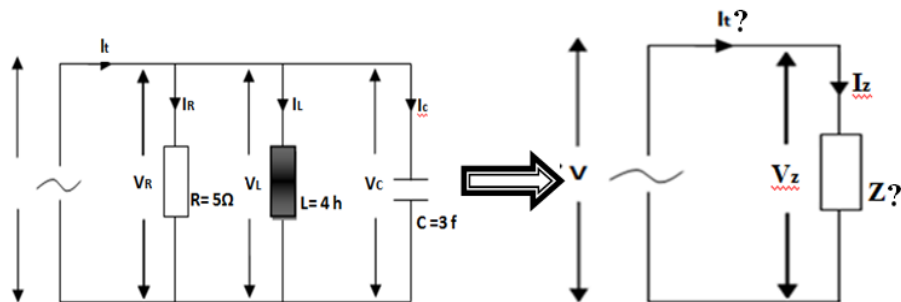 It
IR
IL
Ic
VR
R= 5Ω
VL
L= 4 h
VC
C =3 f
It?
V
Iz
Vz
Z?